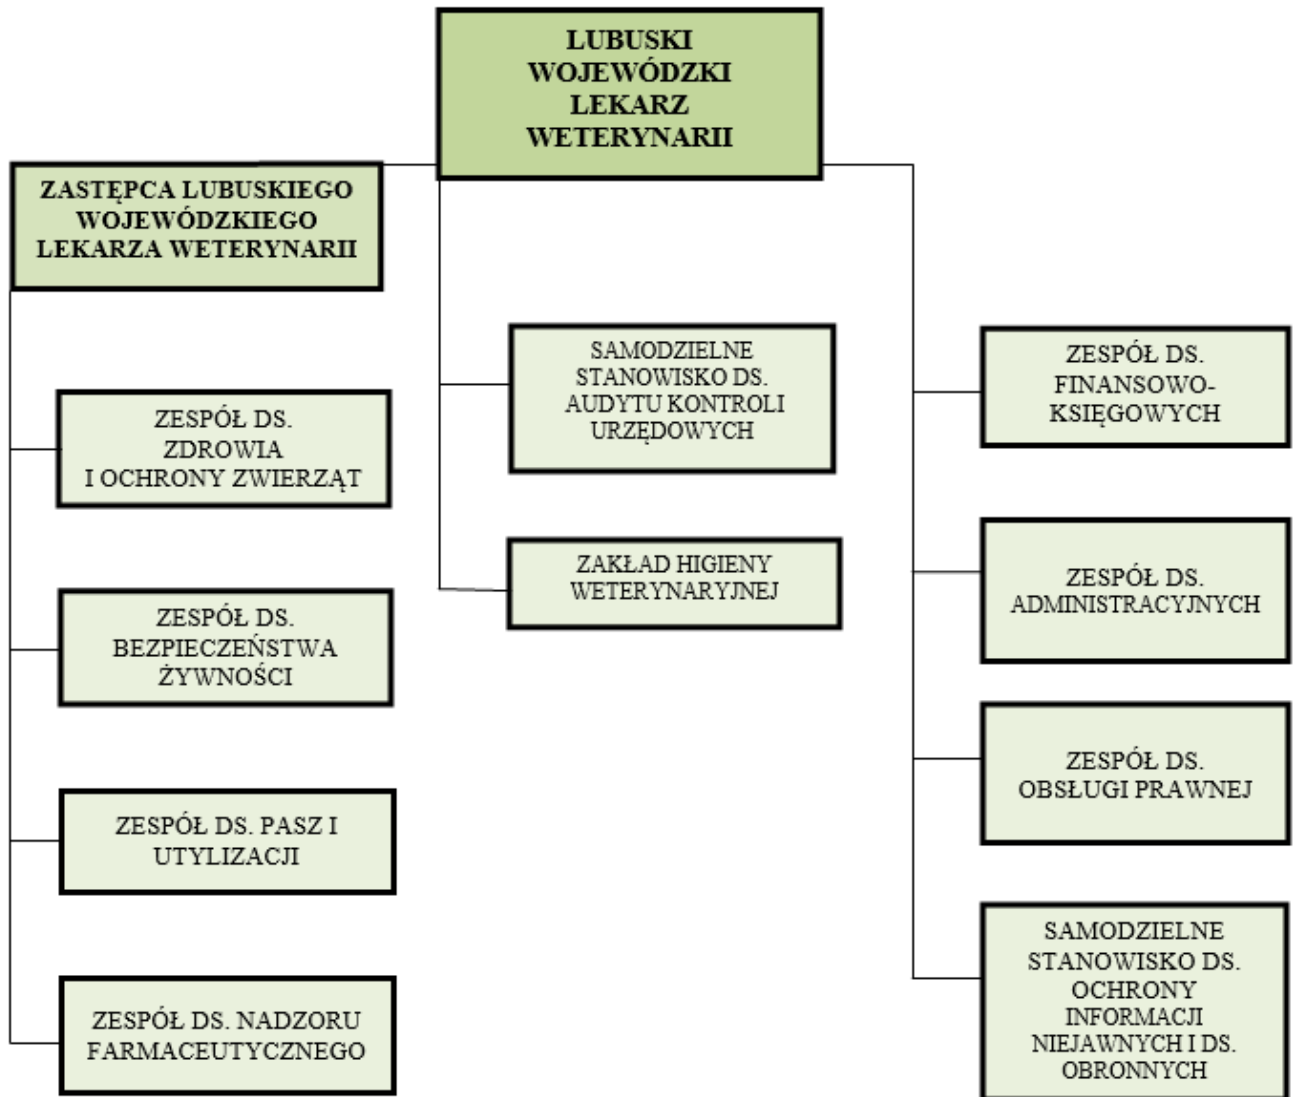 LUBUSKI
WOJEWÓDZKI
LEKARZ
WETERYNARII
ZASTĘPCA LUBUSKIEGO
WOJEWÓDZKIEGO
LEKARZA WETERYNARII
ZESPÓŁ DS.
ZDROWIA
I OCHRONY ZWIERZĄT
ZESPÓŁ DS.
BEZPIECZEŃSTWA
ŻYWNOŚCI
ZESPÓŁ DS. PASZ I
UTYLIZACJI
ZESPÓŁ DS. NADZORU
FARMACEUTYCZNEGO
SAMODZIELNE
STANOWISKO DS.
AUDYTU KONTROLI
URZĘDOWYCH
ZAKŁAD HIGIENY
WETERYNARYJNEJ
ZESPÓŁ DS.
FINANSOWO-
KSIĘGOWYCH
ZESPÓŁ DS.
ADMINISTRACYJNYCH
ZESPÓŁ DS.
OBSŁUGI PRAWNEJ
SAMODZIELNE
STANOWISKO DS.
OCHRONY
INFORMACJI
NIEJAWNYCH I DS.
OBRONNYCH